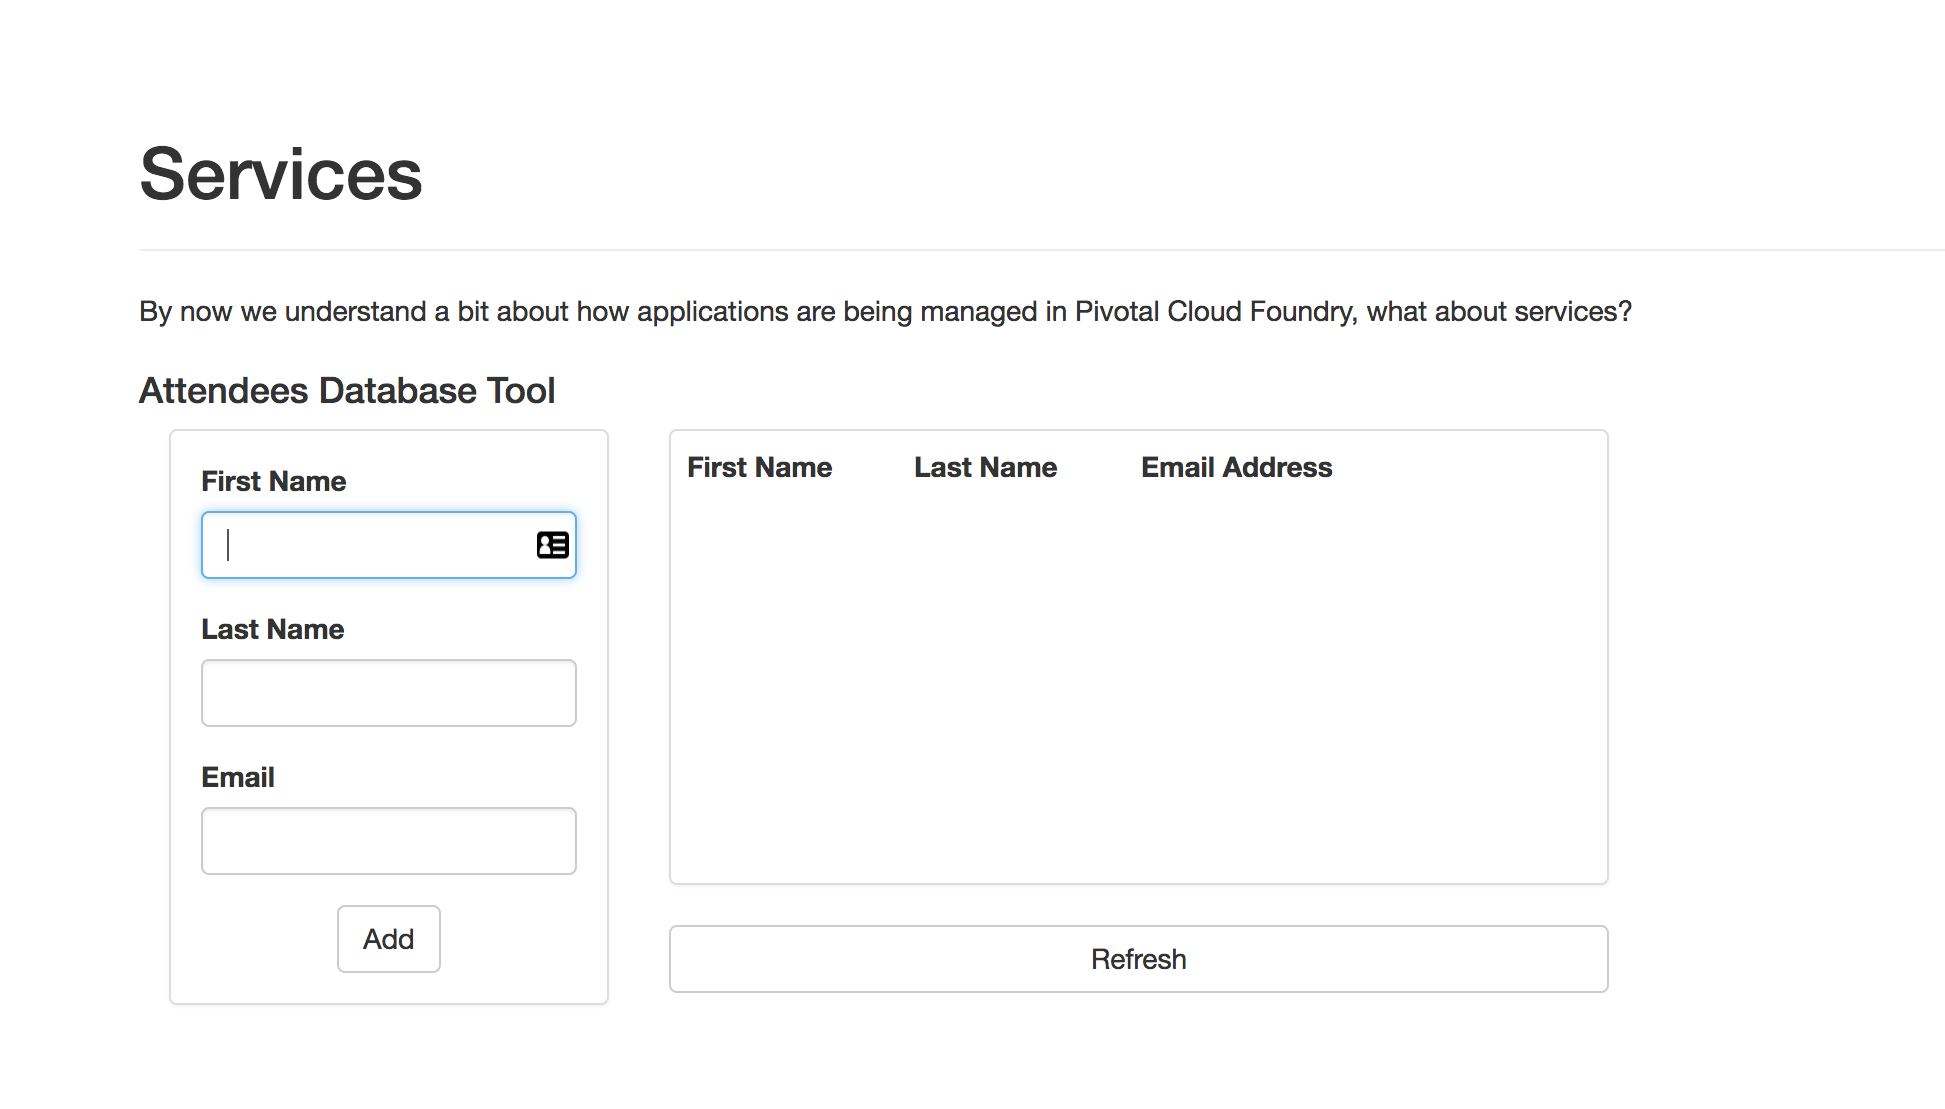 Services
By now we understand a bit about how applications are being managed in Pivotal Cloud Foundry, what about services?
Attendees Database Tool
First Name
Last Name
Email
Add
First Name Last Name Email Address
Refresh